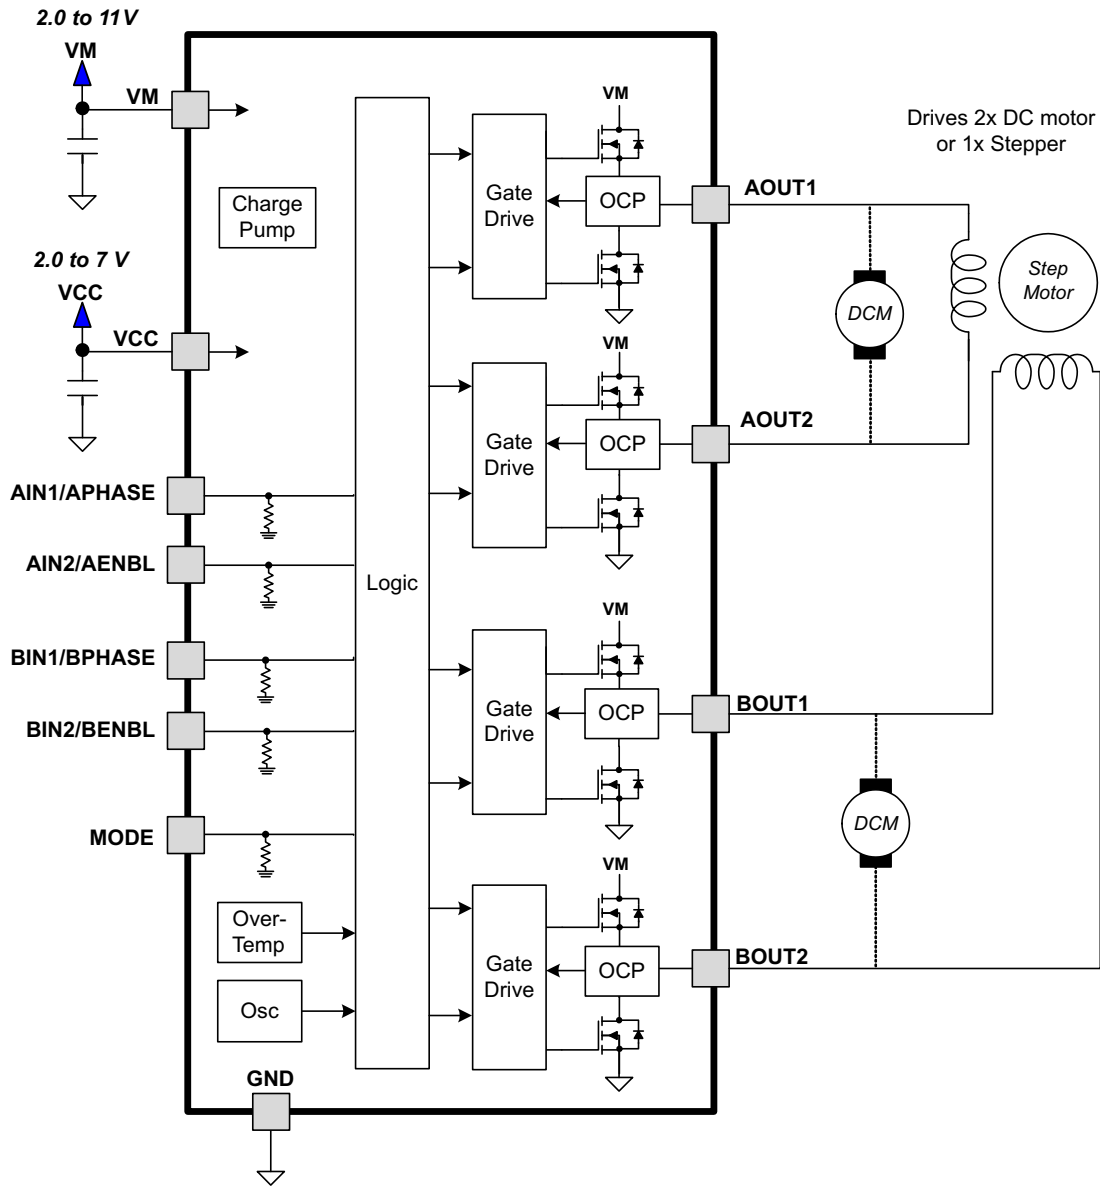 2.0 to 11V
VM
VM
2.0 to 7 V
VCC
VCC
AIN1/APHASE
AIN2/AENBL
BIN1/BPHASE
BIN2/BENBL
MODE
GND
Charge
Pump
Over-
Temp
Osc
Logic
Gate
Drive
VM
OCP
Gate
Drive
VM
OCP
Gate
Drive
VM
OCP
Gate
Drive
VM
OCP
AOUT1
AOUT2
BOUT1
BOUT2
Drives 2x DC motor
or 1x Stepper
DCM
Step
Motor
DCM